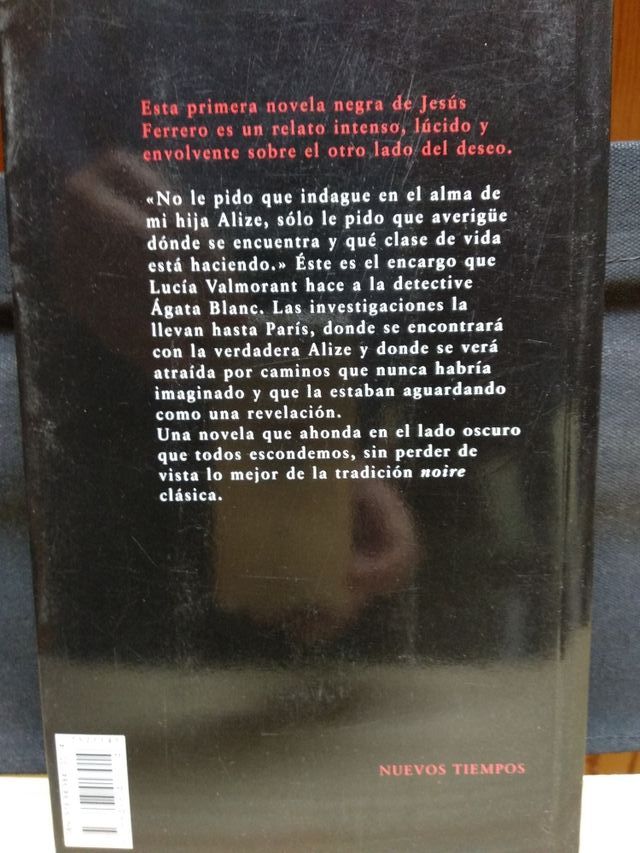 Esta primera novela negra de Jesús
Ferrero es un relato intenso, lúcido y
envolvente sobre el otro lado del deseo.
«No le pido que indague en el alma de
mi hija Alize, sólo le pido que averigüe
dónde se encuentra y qué clase de vida
está haciendo.» Éste es el encargo que
Lucía Valmorant hace a la detective
Ágata Blanc. Las investigaciones la
llevan hasta París, donde se encontrará
con la verdadera Alize y donde se verá
atraída por caminos que nunca habría
imaginado y que la estaban aguardando
como una revelación.
Una novela que ahonda en el lado oscuro
que todos escondemos, sin perder de
vista lo mejor de la tradición noire
clásica.
NUEVOS TIEMPOS